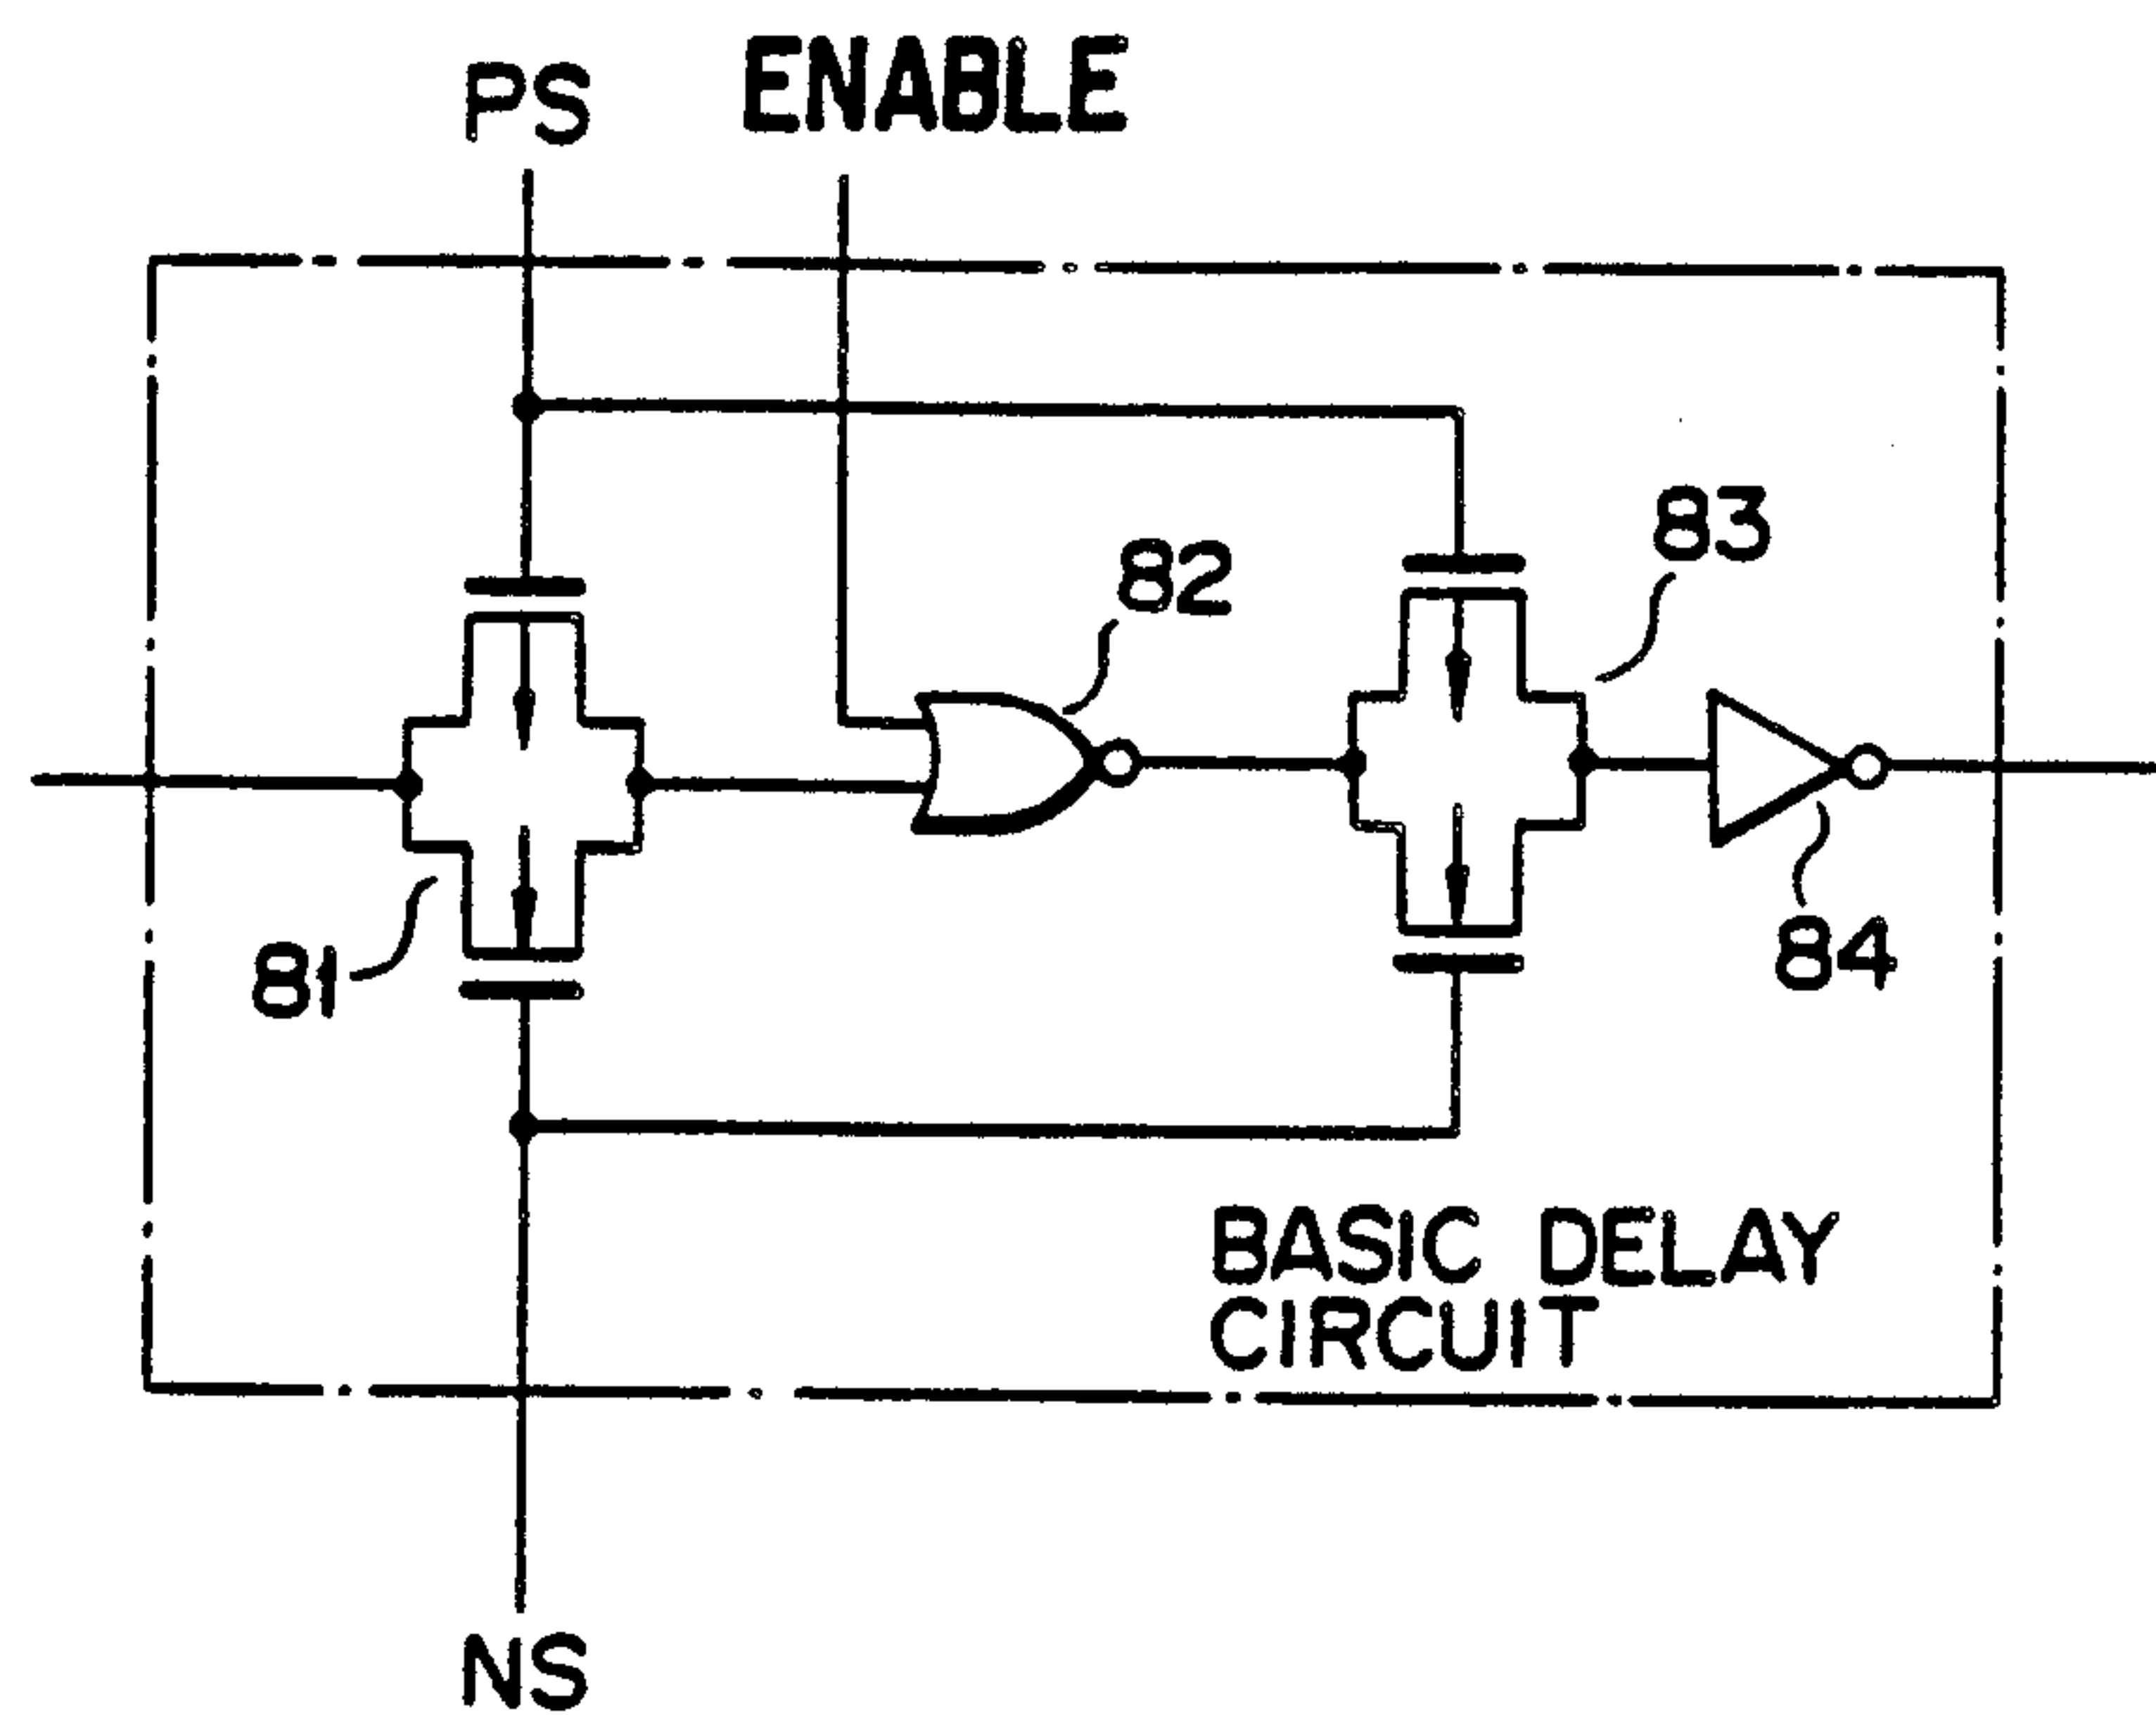 PS
ENABLE
83
82
81
84
BASIC DELAY
CIRCUIT
NS